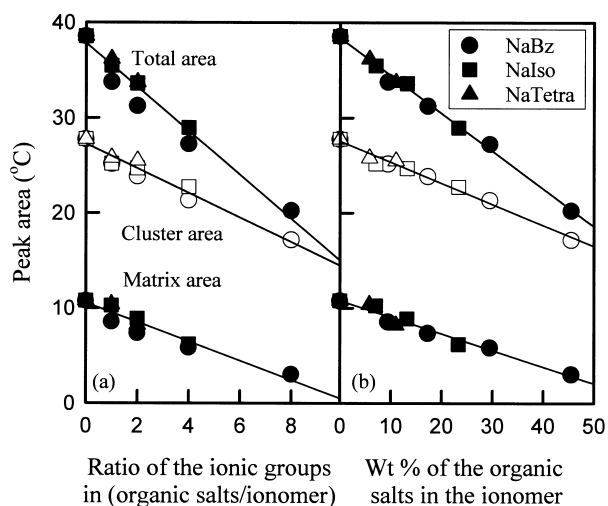 40
30
20
10
0
Peak area (°C)
Total area
Cluster area
Matrix area
(a)
(b)
NaBz
NaIso
NaTetra
0 2 4 6 8
0 10 20 30 40 50
Ratio of the ionic groups
in (organic salts/ionomer)
Wt % of the organic
salts in the ionomer